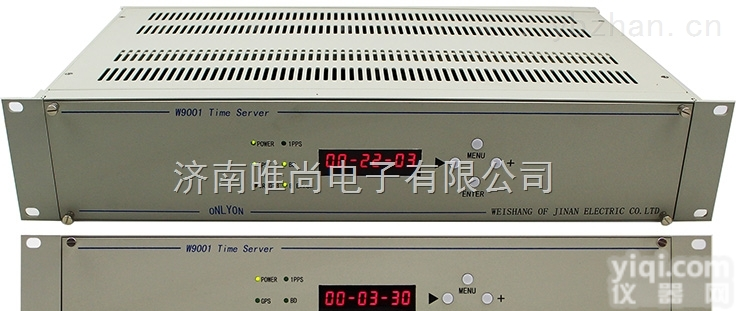 zhan.cn
W9001 Time Server
POWER 1PPS
00-22-03
MENU
+
ENTER
济南唯尚电子有限公司
ONLYON
WEISHANG OF JINAN ELECTRIC CO.LTD
W9001 Time Server
POWER 1PPS
GPS BD
00-03-30
MENU
+
yiqi.com
仪器网